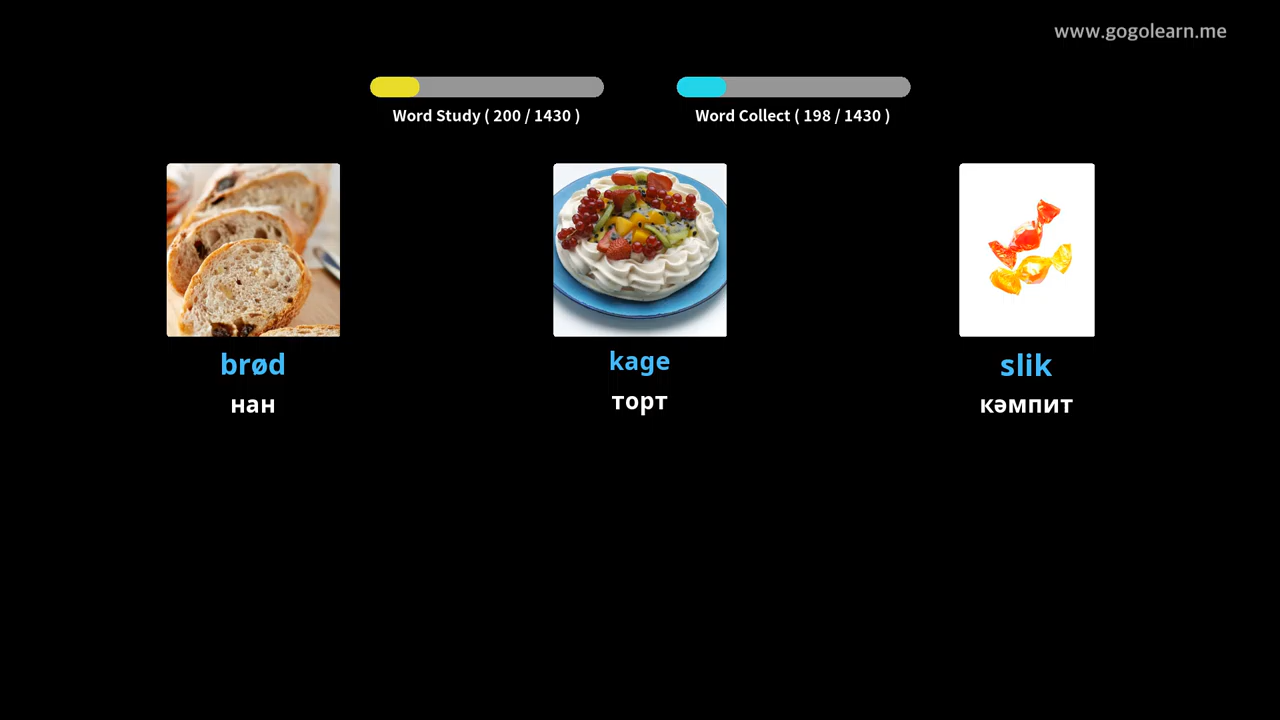 www.gogolearn.me
Word Study ( 200 / 1430 )
Word Collect ( 198 / 1430 )
brød
kage
slik
нан
торт
кәмпит